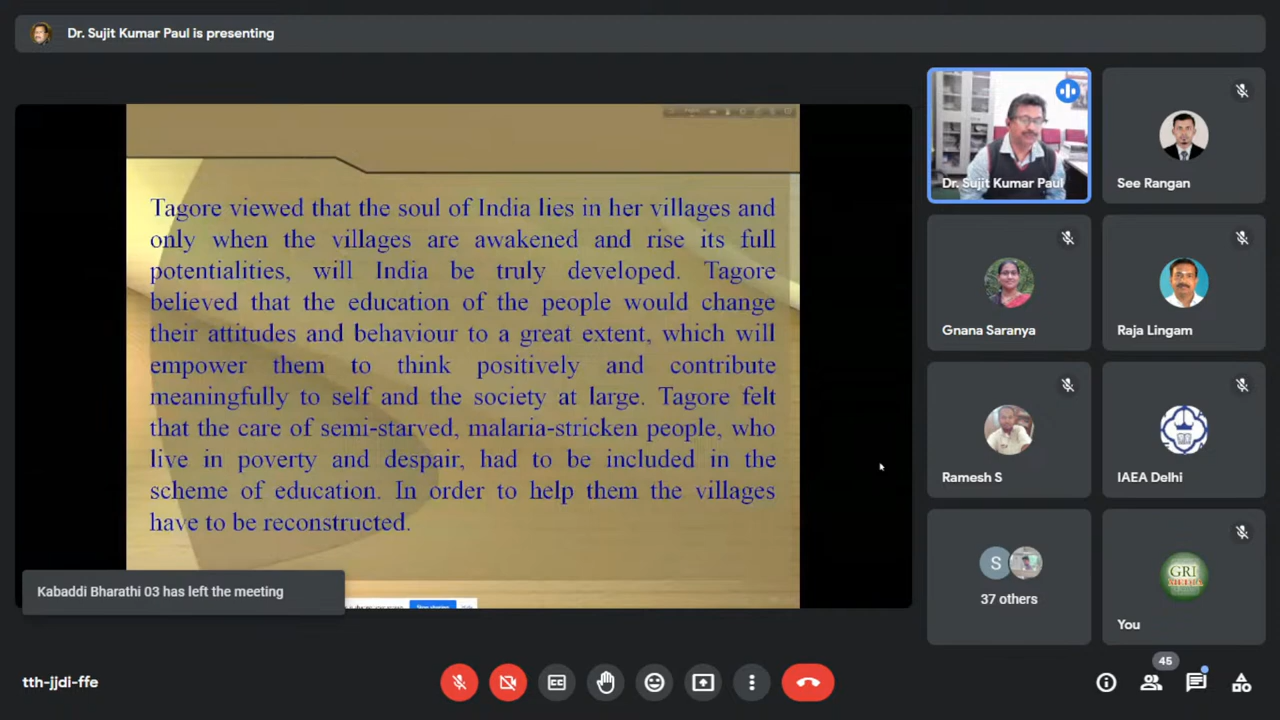 Dr. Sujit Kumar Paul is presenting
Tagore viewed that the soul of India lies in her villages and
only when the villages are awakened and rise its full
potentialities, will India be truly developed. Tagore
believed that the education of the people would change
their attitudes and behaviour to a great extent, which will
empower them to think positively and contribute
meaningfully to self and the society at large. Tagore felt
that the care of semi-starved, malaria-stricken people, who
live in poverty and despair, had to be included in the
scheme of education. In order to help them the villages
have to be reconstructed.
Kabaddi Bharathi 03 has left the meeting
Dr. Sujit Kumar Paul
See Rangan
Gnana Saranya
Raja Lingam
Ramesh S
IAEA Delhi
S
37 others
GRI
You
tth-jjdi-ffe
CC
45